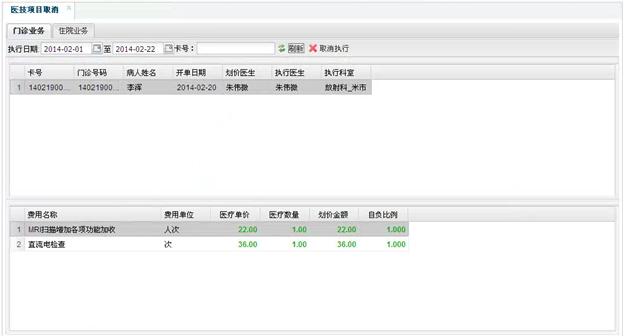 医技项目取消
门诊业务 住院业务
执行日期 2014-02-01 至 2014-02-22 卡号： 刷新 取消执行
卡号 门诊号码 病人姓名 开单日期 划价医生 执行医生 执行科室
1 14021900... 14021900... 李辉 2014-02-20 朱伟微 朱伟微 放射科_米市
费用名称 费用单位 医疗单价 医疗数量 划价金额 自负比例
1 MRI扫描增加各项功能加收 人次 22.00 1.00 22.00 1.000
2 直流电检查 次 36.00 1.00 36.00 1.000